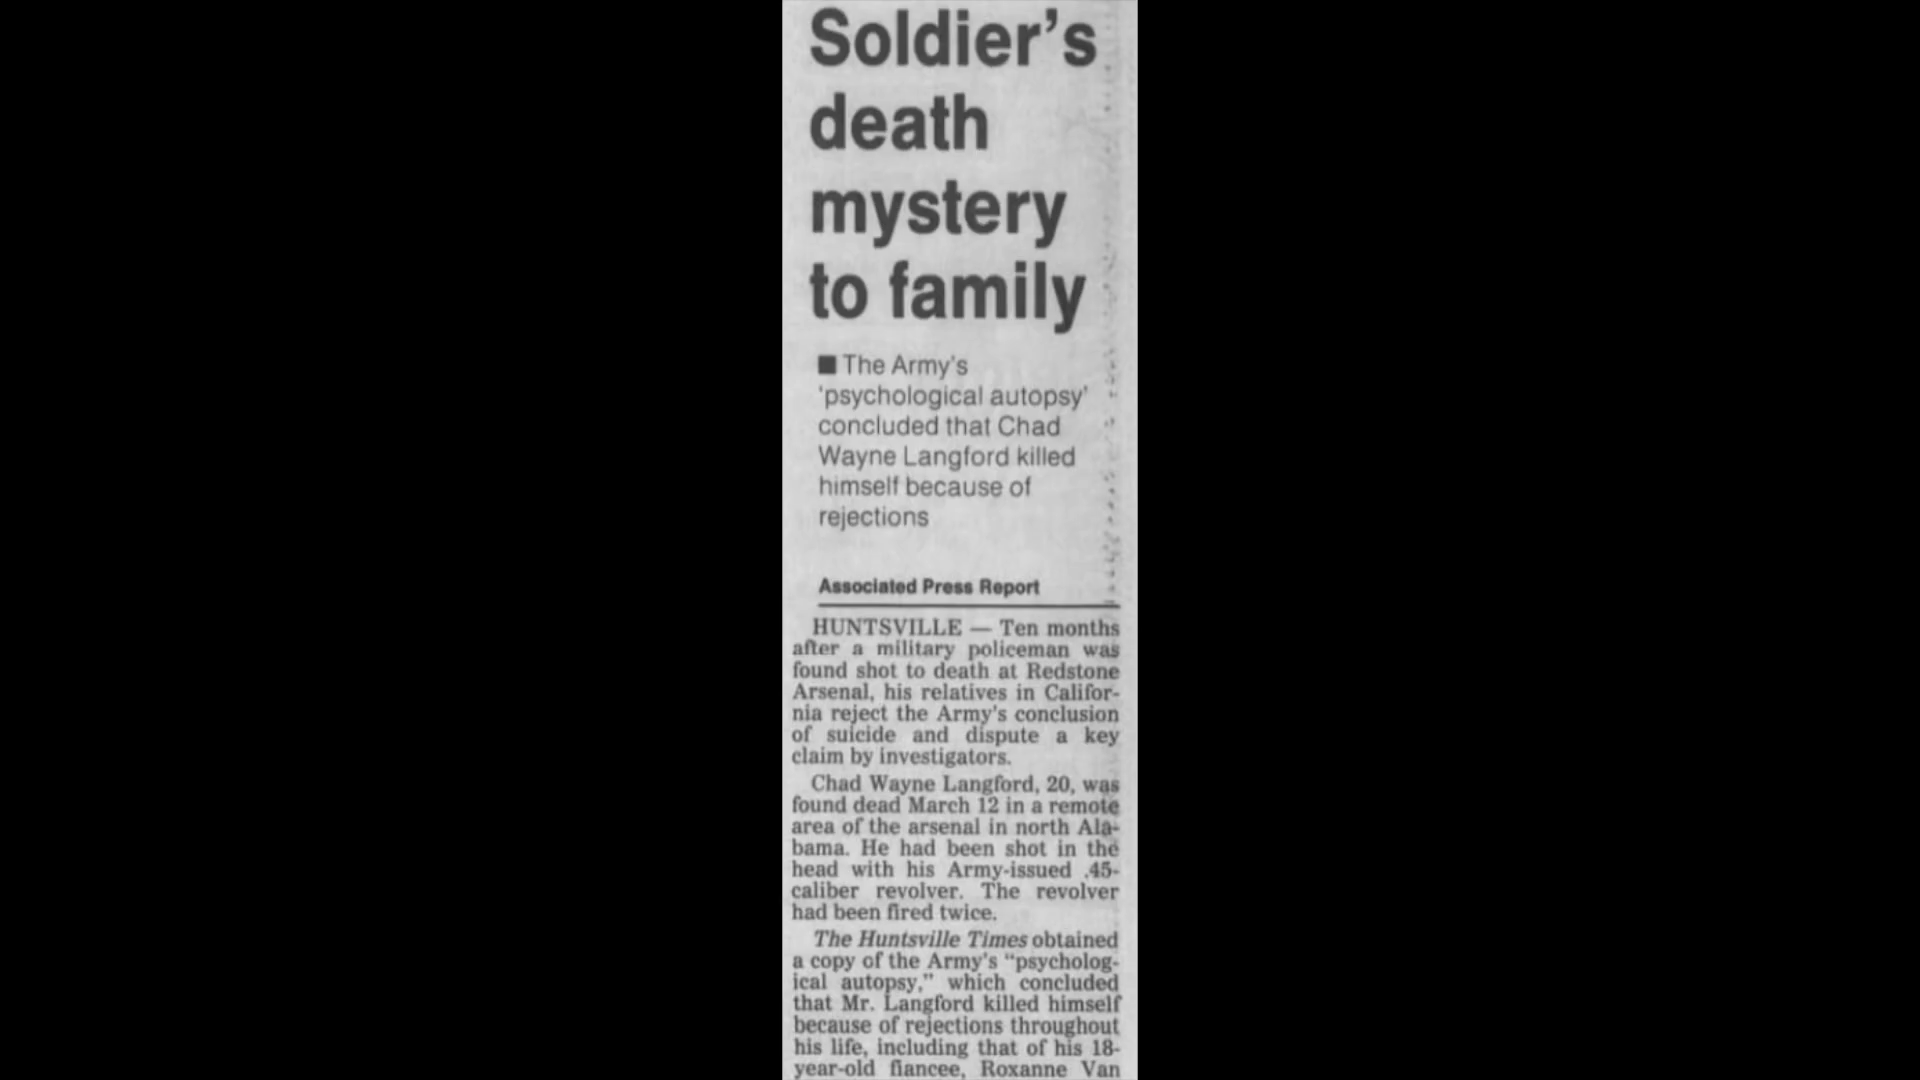 Soldier's
death
mystery
to family
■ The Army's
'psychological autopsy'
concluded that Chad
Wayne Langford killed
himself because of
rejections
Associated Press Report
HUNTSVILLE — Ten months
after a military policeman was
found shot to death at Redstone
Arsenal, his relatives in Califor-
nia reject the Army's conclusion
of suicide and dispute a key
claim by investigators.
Chad Wayne Langford, 20, was
found dead March 12 in a remote
area of the arsenal in north Ala-
bama. He had been shot in the
head with his Army-issued .45-
caliber revolver. The revolver
had been fired twice.
The Huntsville Times obtained
a copy of the Army's "psycholog-
ical autopsy," which concluded
that Mr. Langford killed himself
because of rejections throughout
his life, including that of his 18-
year-old fiancee, Roxanne Van